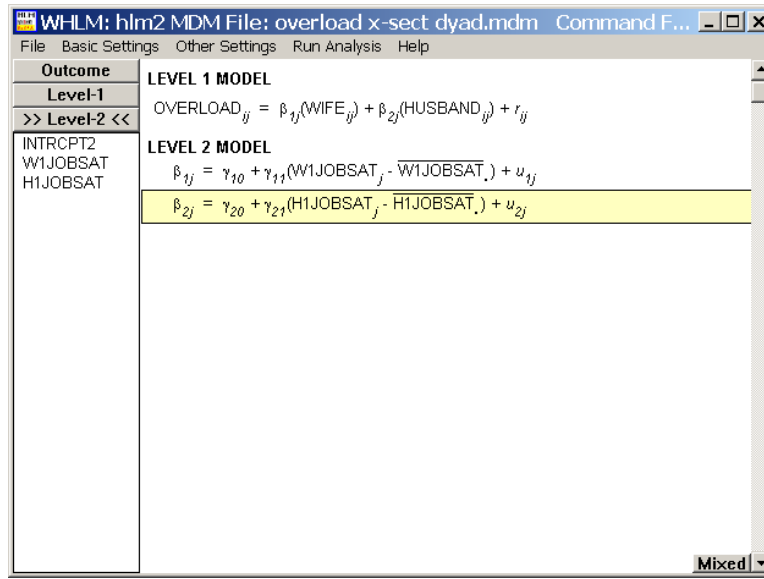 WHLM: hlm2 MDM File: overload x-sect dyad.mdm Command F...
File Basic Settings Other Settings Run Analysis Help
Outcome
Level-1
>> Level-2 <<
INTRCPT2
W1JOBSAT
H1JOBSAT
LEVEL 1 MODEL
OVERLOAD_ij = β_1j(WIFE_ij) + β_2j(HUSBAND_ij) + r_ij
LEVEL 2 MODEL
β_1j = γ_10 + γ_11(W1JOBSAT_j - W̅1̅J̅O̅B̅S̅A̅T̅.) + u_1j
β_2j = γ_20 + γ_21(H1JOBSAT_j - H̅1̅J̅O̅B̅S̅A̅T̅.) + u_2j
Mixed